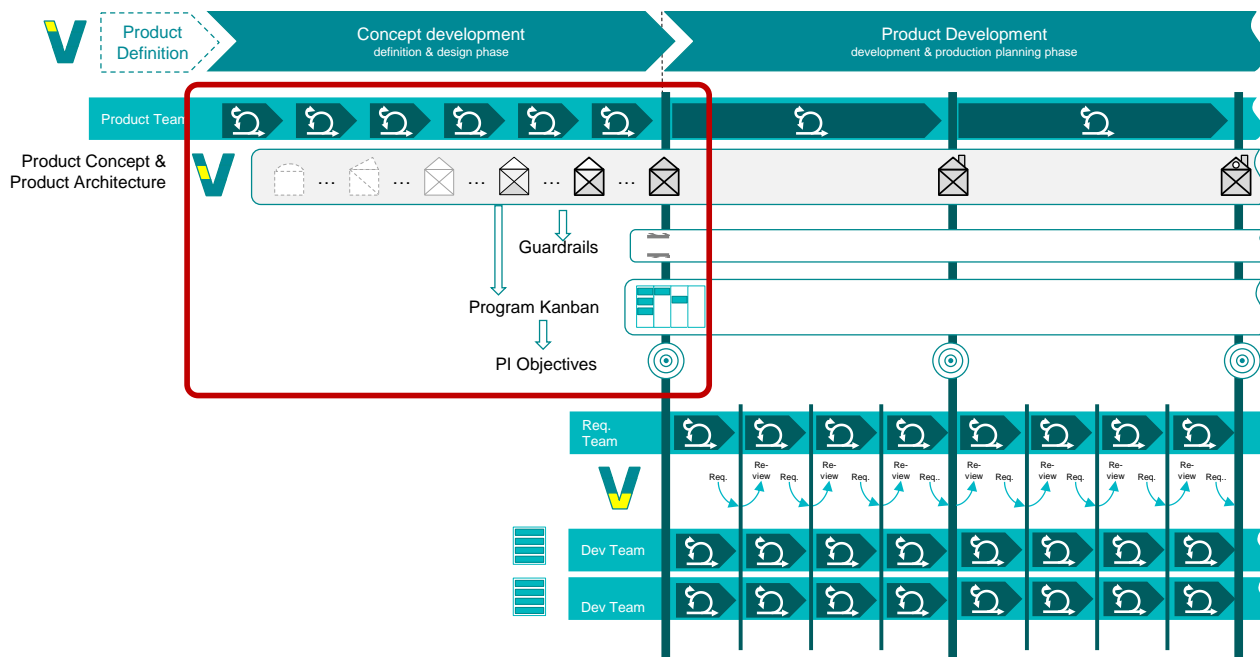 Product
Definition
Concept development
definition & design phase
Product Development
development & production planning phase
Product Team
Product Concept &
Product Architecture
... ... ... ... ...
Guardrails
Program Kanban
PI Objectives
Req.
Team
Req. Re-
view Req. Re-
view Req. Re-
view Req.. Re-
view Req. Re-
view Req. Re-
view Req. Re-
view Req..
Dev Team
Dev Team